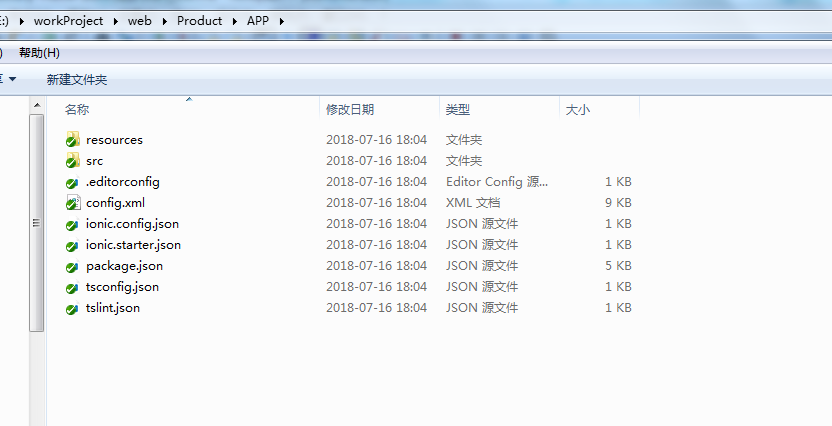 :) ▸ workProject ▸ web ▸ Product ▸ APP ▸
) 帮助(H)
享 ▼ 新建文件夹
名称 修改日期 类型 大小
resources 2018-07-16 18:04 文件夹
src 2018-07-16 18:04 文件夹
.editorconfig 2018-07-16 18:04 Editor Config 源... 1 KB
config.xml 2018-07-16 18:04 XML 文档 9 KB
ionic.config.json 2018-07-16 18:04 JSON 源文件 1 KB
ionic.starter.json 2018-07-16 18:04 JSON 源文件 1 KB
package.json 2018-07-16 18:04 JSON 源文件 5 KB
tsconfig.json 2018-07-16 18:04 JSON 源文件 1 KB
tslint.json 2018-07-16 18:04 JSON 源文件 1 KB